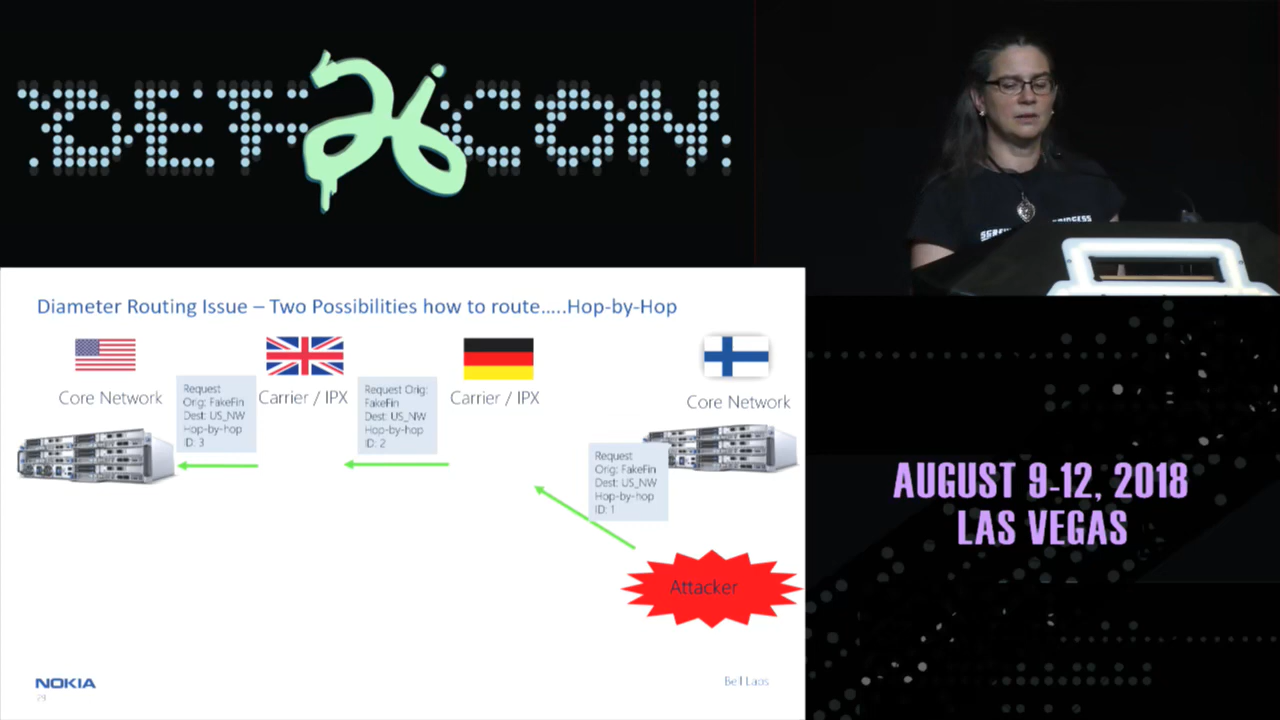 DEF CON
26
Diameter Routing Issue – Two Possibilities how to route.....Hop-by-Hop
Core Network
Request
Orig: FakeFin
Dest: US_NW
Hop-by-hop
ID: 3
Carrier / IPX
Request Orig:
FakeFin
Dest: US_NW
Hop-by-hop
ID: 2
Carrier / IPX
Core Network
Request
Orig: FakeFin
Dest: US_NW
Hop-by-hop
ID: 1
Attacker
NOKIA
29
Bell Labs
AUGUST 9-12, 2018
LAS VEGAS